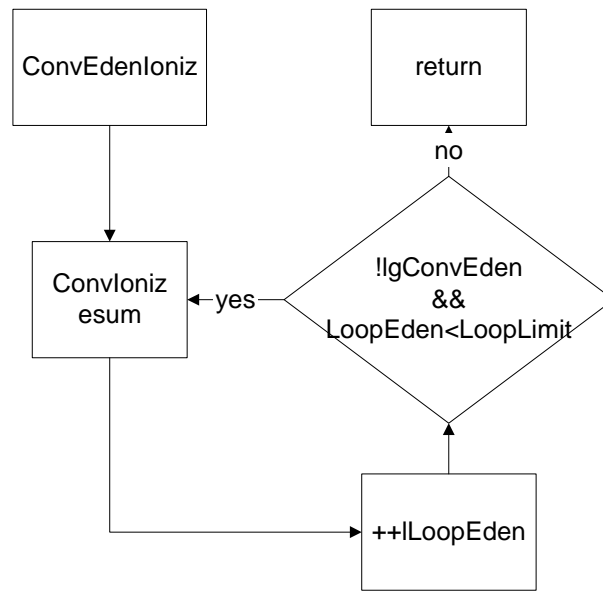 ConvEdenIoniz
return
no
ConvIoniz
esum
yes
!lgConvEden
&&
LoopEden<LoopLimit
++lLoopEden